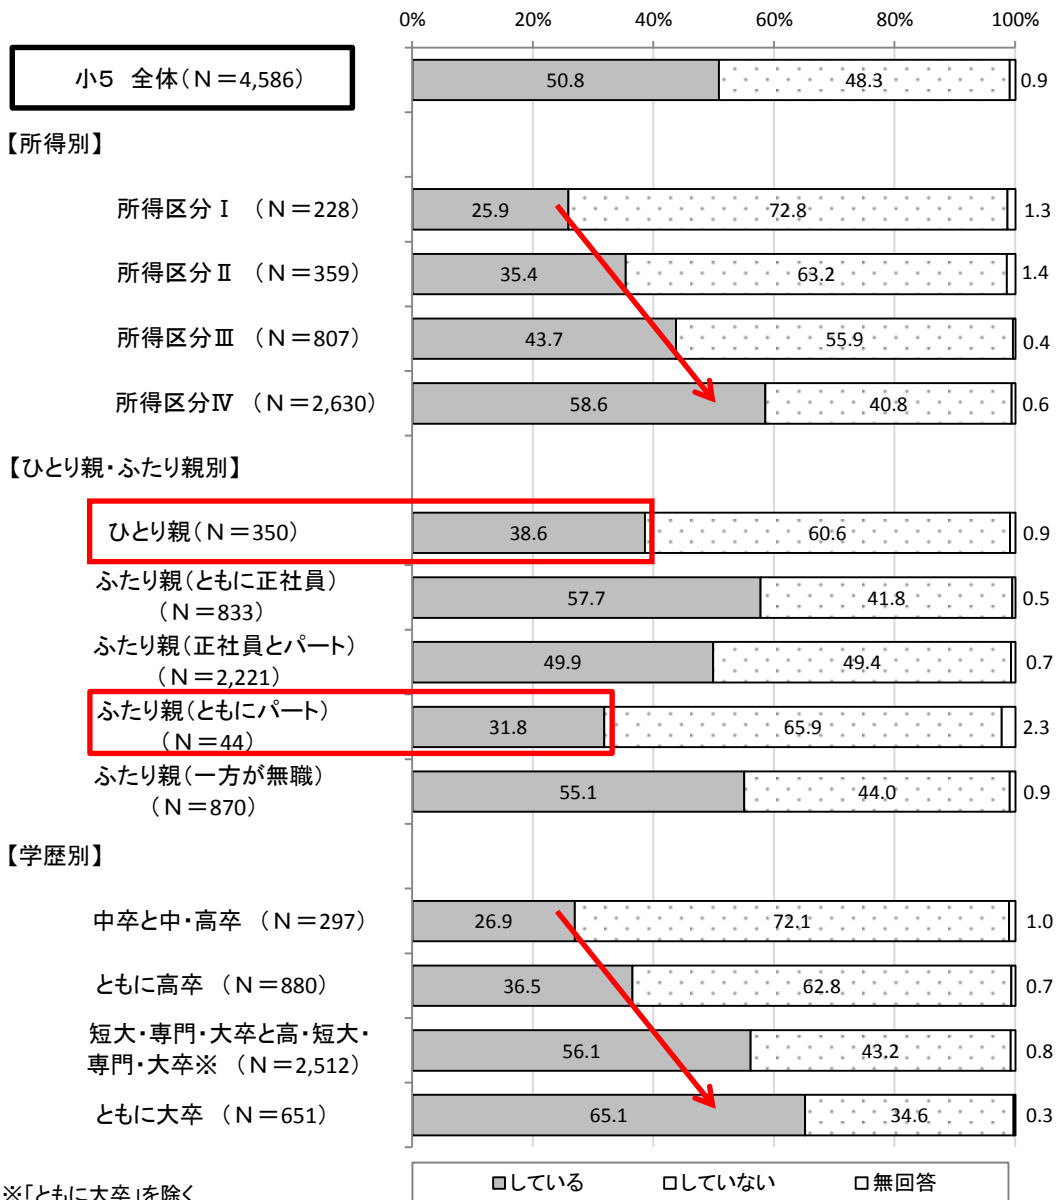 0% 20% 40% 60% 80% 100%
小5 全体(N=4,586) 50.8 48.3 0.9
【所得別】
所得区分Ⅰ (N=228) 25.9 72.8 1.3
所得区分Ⅱ (N=359) 35.4 63.2 1.4
所得区分Ⅲ (N=807) 43.7 55.9 0.4
所得区分Ⅳ (N=2,630) 58.6 40.8 0.6
【ひとり親・ふたり親別】
ひとり親(N=350) 38.6 60.6 0.9
ふたり親(ともに正社員)
(N=833) 57.7 41.8 0.5
ふたり親(正社員とパート)
(N=2,221) 49.9 49.4 0.7
ふたり親(ともにパート)
(N=44) 31.8 65.9 2.3
ふたり親(一方が無職)
(N=870) 55.1 44.0 0.9
【学歴別】
中卒と中・高卒 (N=297) 26.9 72.1 1.0
ともに高卒 (N=880) 36.5 62.8 0.7
短大・専門・大卒と高・短大・
専門・大卒※ (N=2,512) 56.1 43.2 0.8
ともに大卒 (N=651) 65.1 34.6 0.3
※「ともに大卒」を除く
している していない 無回答